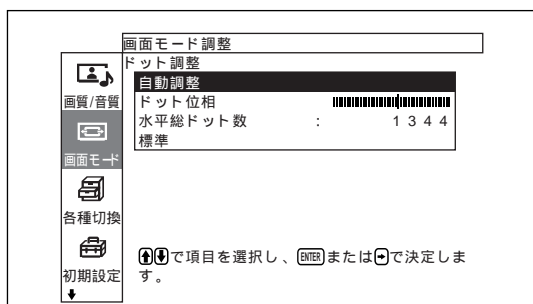 画面モード調整
ドット調整
自動調整
ドット位相
水平総ドット数 : 1344
標準
画質/音質
画面モード
各種切換
初期設定
で項目を選択し、ENTERまたはで決定しま
す。